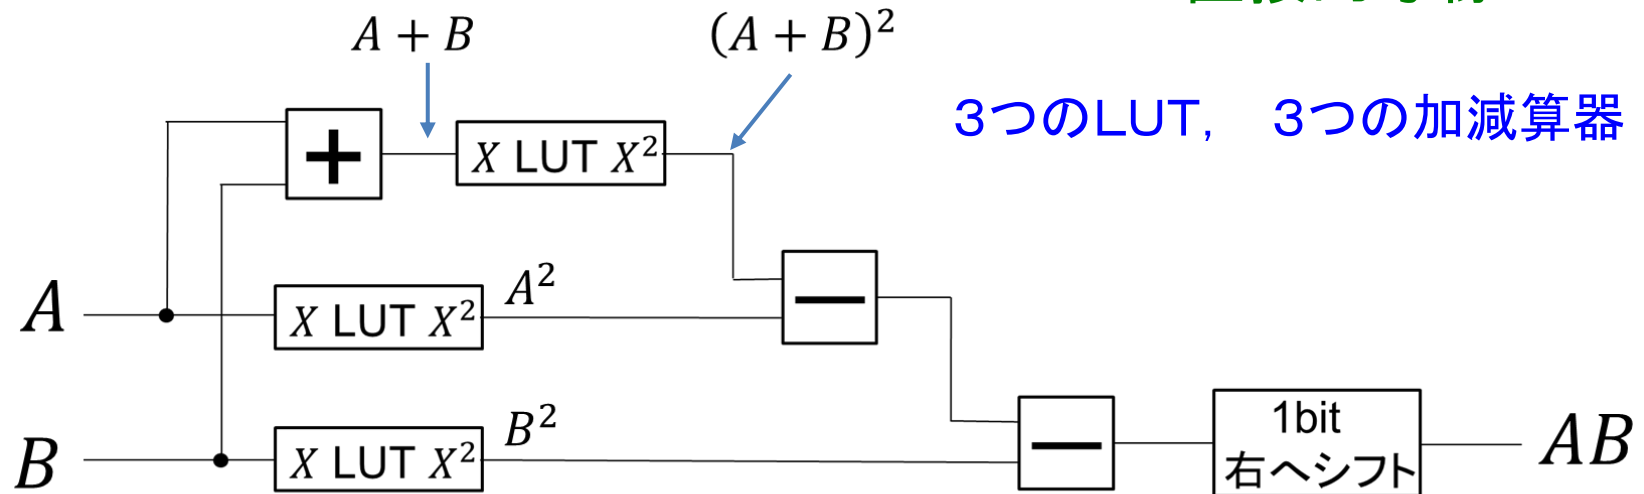 A + B
(A + B)²
３つのLUT,　３つの加減算器
+
X LUT X²
A
X LUT X²
A²
−
B
X LUT X²
B²
−
1bit
右へシフト
AB